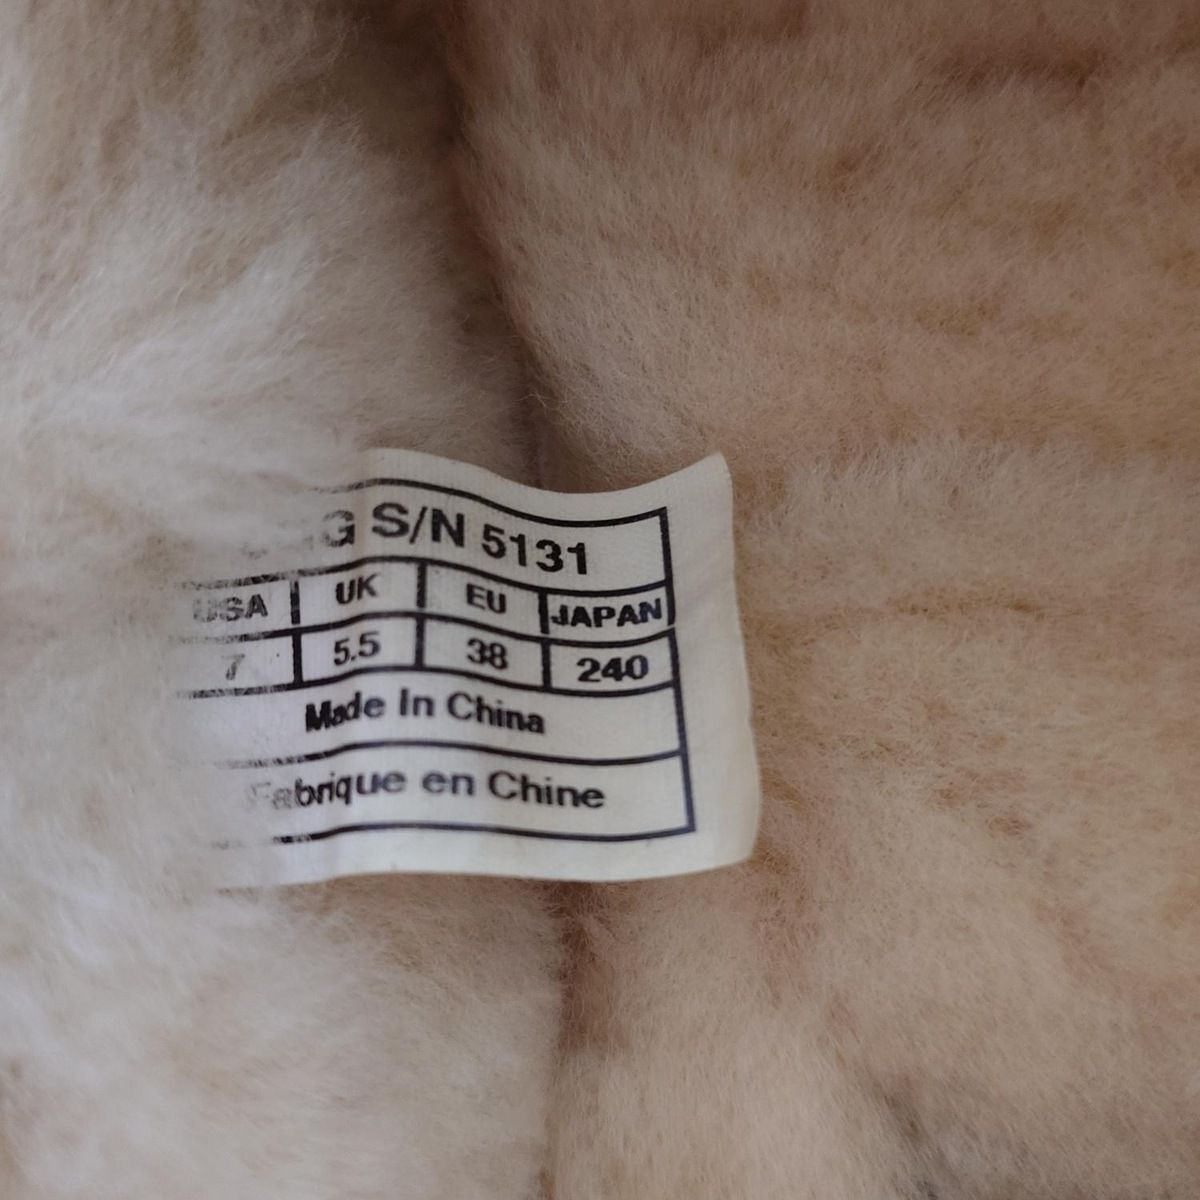 S/N 5131
USA UK EU JAPAN
7 5.5 38 240
Made In China
Fabrique en Chine